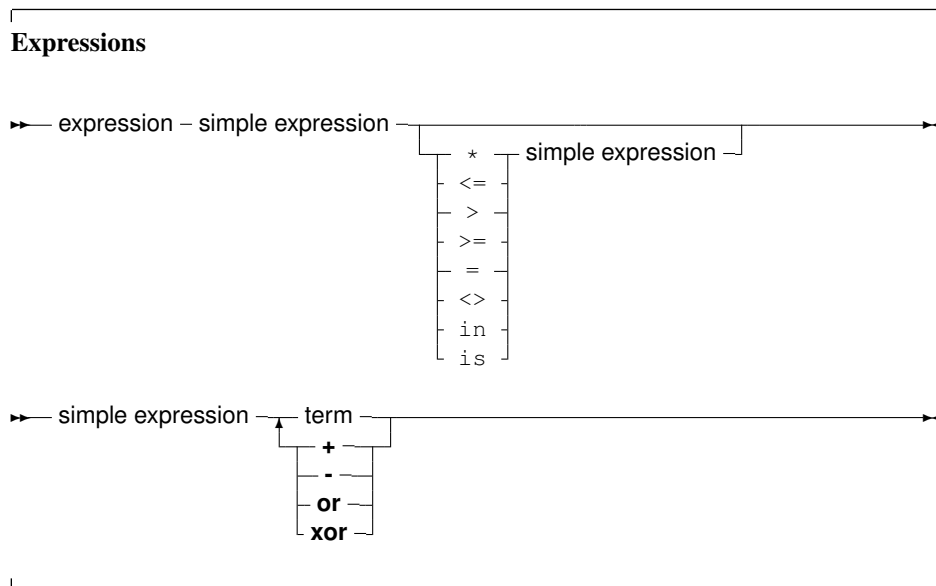 Expressions
expression simple expression
* simple expression
<=
>
>=
=
<>
in
is
simple expression term
+
-
or
xor